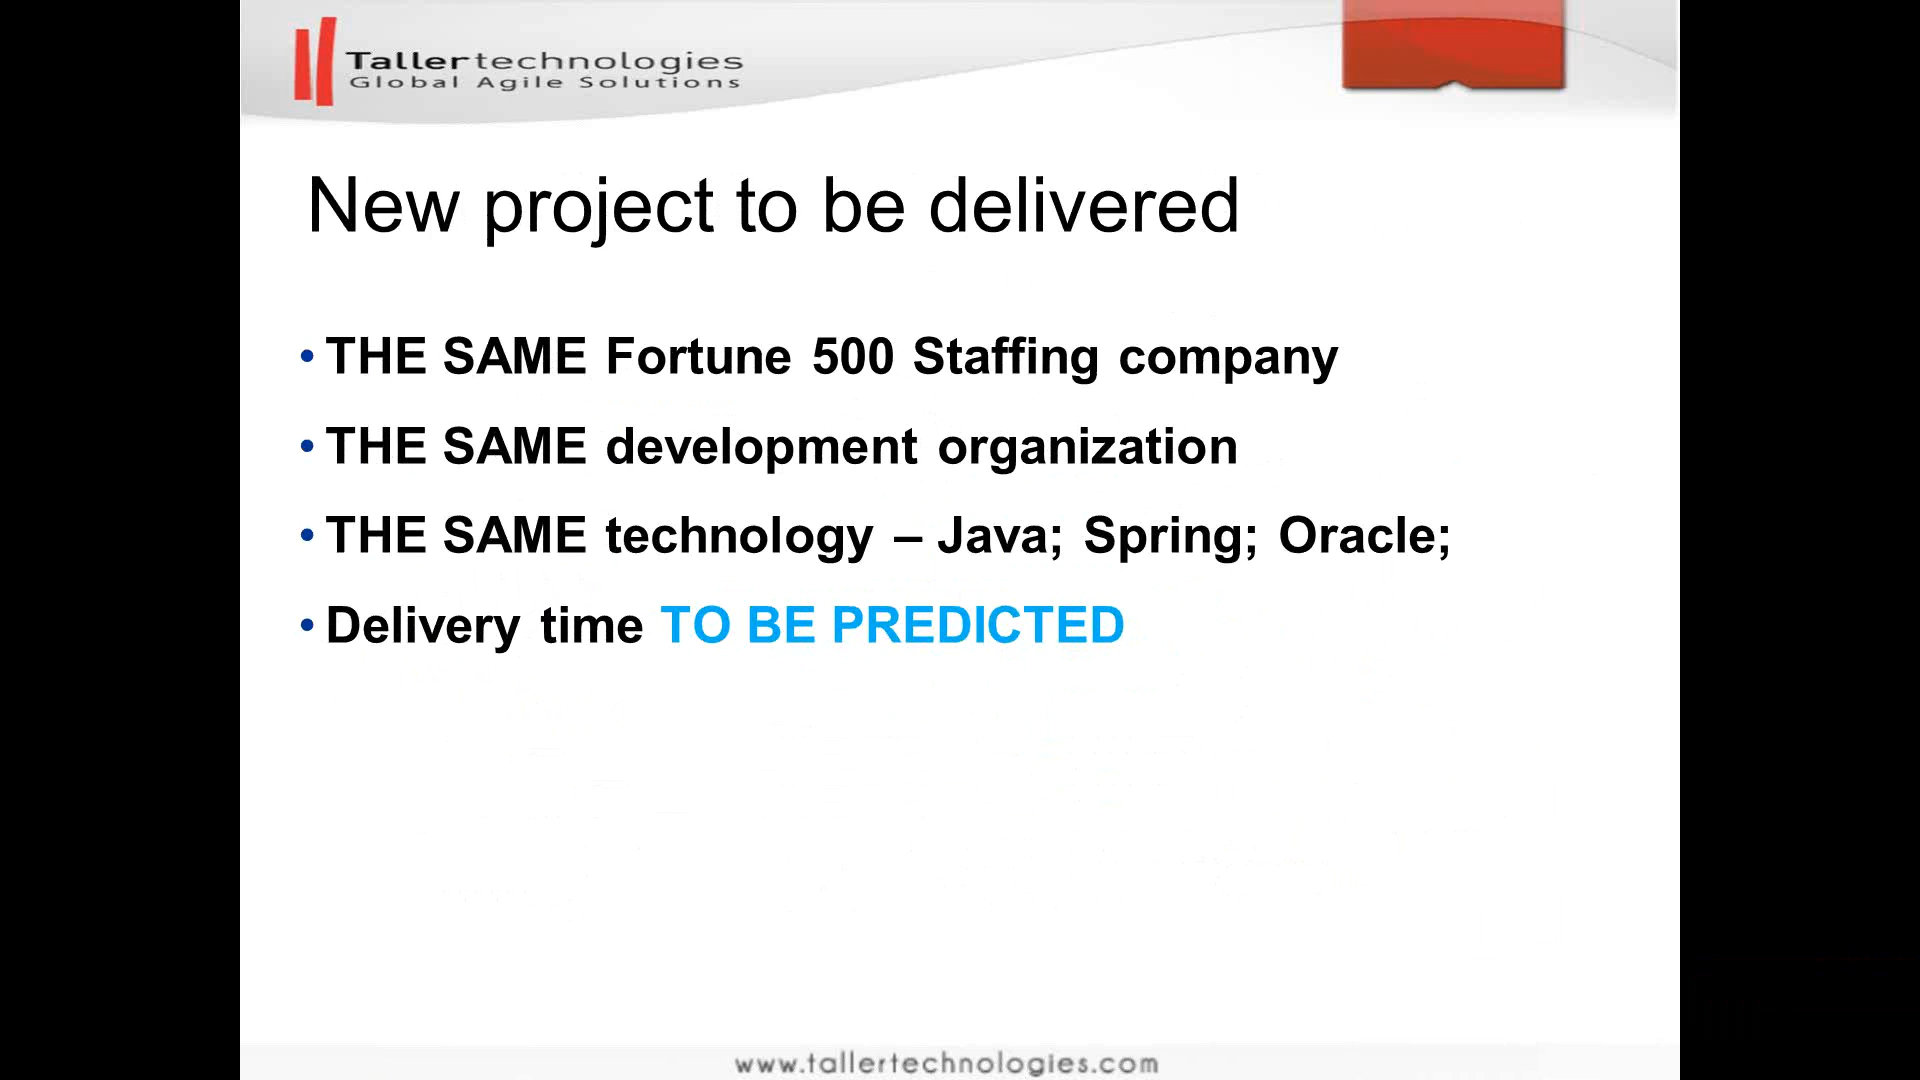 Tallertechnologies
Global Agile Solutions
New project to be delivered
• THE SAME Fortune 500 Staffing company
• THE SAME development organization
• THE SAME technology – Java; Spring; Oracle;
• Delivery time TO BE PREDICTED
www.tallertechnologies.com